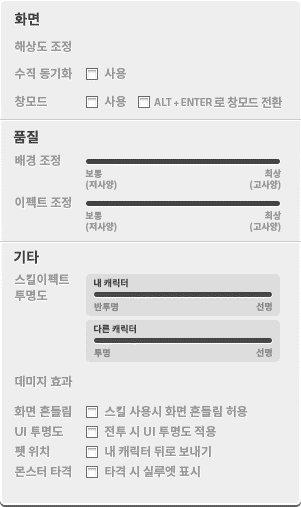 화면
해상도 조정
수직 동기화 사용
창모드 사용 ALT+ENTER로 창모드 전환
품질
배경 조정
보통 최상
(저사양) (고사양)
이펙트 조정
보통 최상
(저사양) (고사양)
기타
스킬이펙트
투명도
내 캐릭터
반투명 선명
다른 캐릭터
투명 선명
데미지 효과
화면 흔들림 스킬 사용시 화면 흔들림 허용
UI 투명도 전투 시 UI 투명도 적용
펫 위치 내 캐릭터 뒤로 보내기
몬스터 타격 타격 시 실루엣 표시